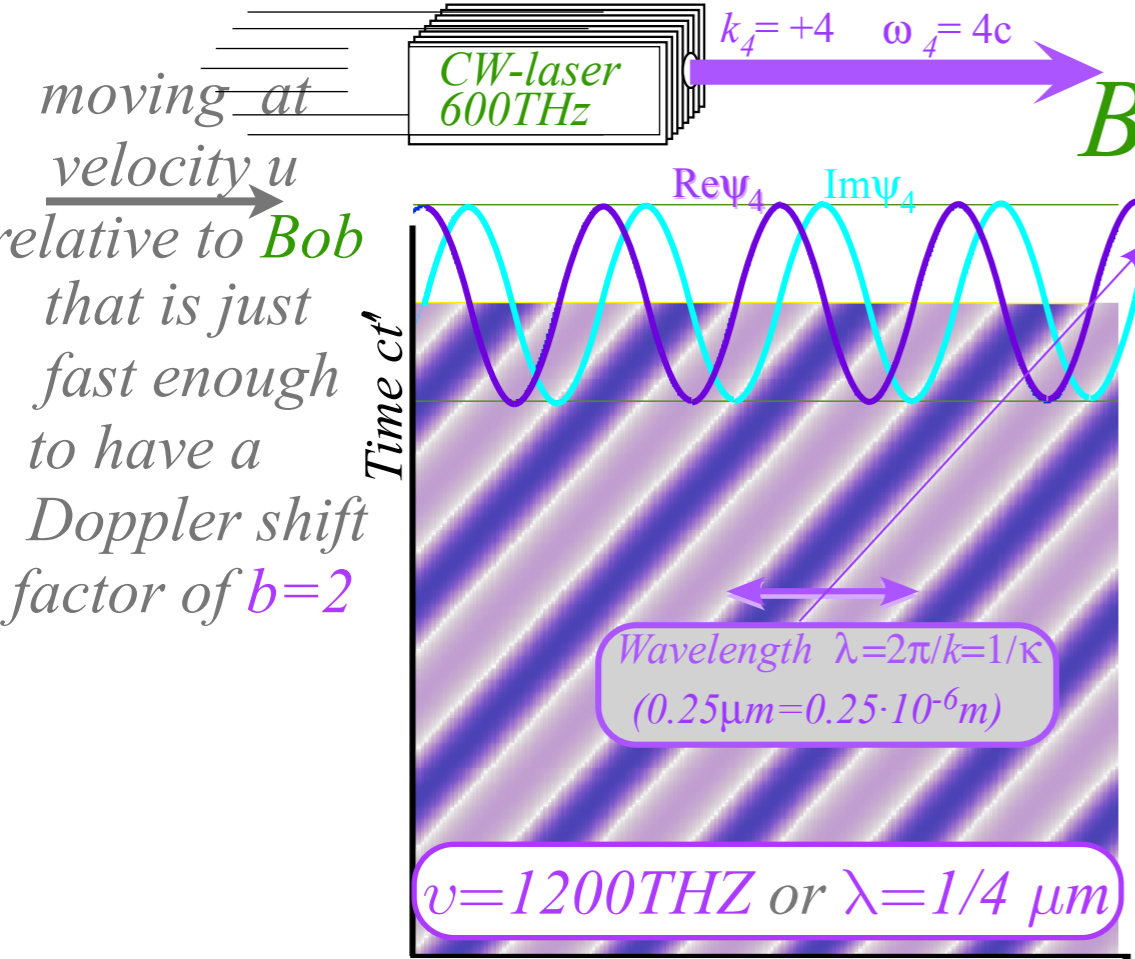 k₄= +4 ω ₄= 4c
CW-laser
600THz
B
moving at
velocity u
relative to Bob
that is just
fast enough
to have a
Doppler shift
factor of b=2
Reψ₄ Imψ₄
Time ct'
Wavelength λ=2π/k=1/κ
(0.25μm=0.25·10⁻⁶m)
υ=1200THZ or λ=1/4 μm